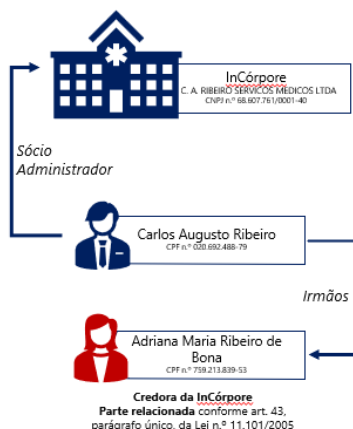 InCórpore
C. A. RIBEIRO SERVICOS MEDICOS LTDA
CNPJ n.º 68.607.761/0001-40
Sócio
Administrador
Carlos Augusto Ribeiro
CPF n.º 020.692.488-79
Irmãos
Adriana Maria Ribeiro de
Bona
CPF n.º 759.213.839-53
Credora da InCórpore
Parte relacionada conforme art. 43,
parágrafo único, da Lei n.º 11.101/2005